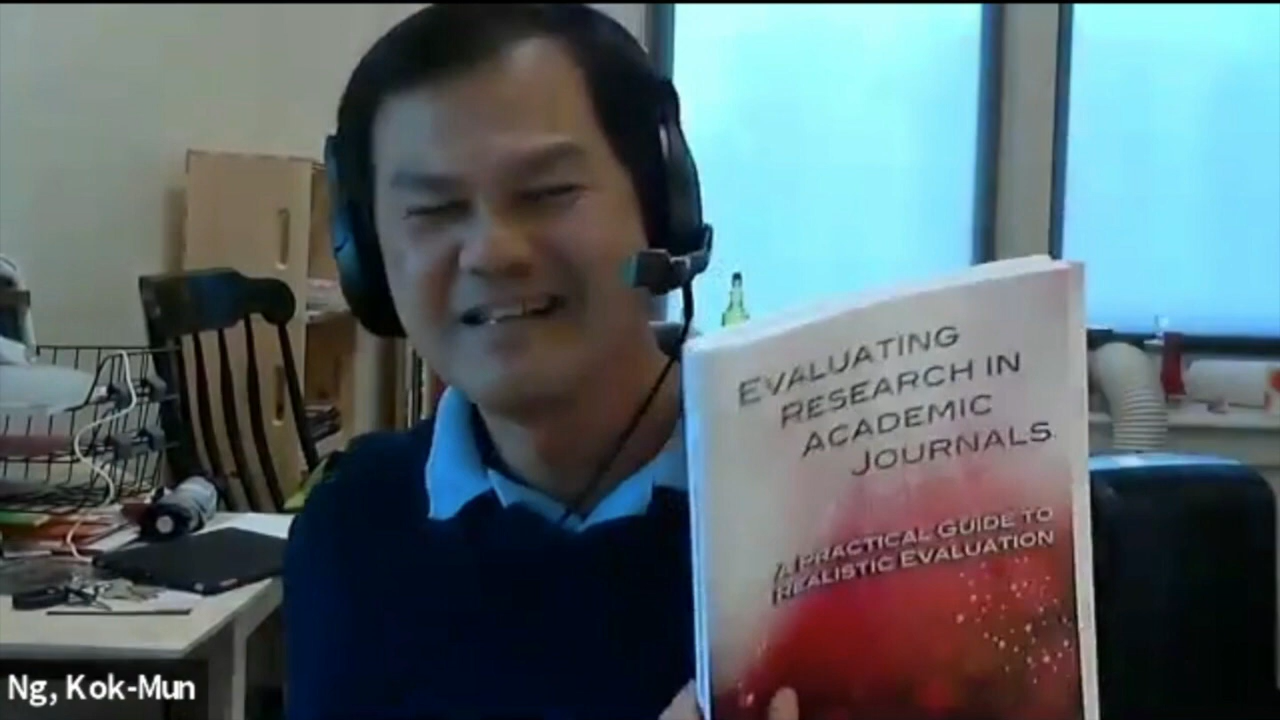 EVALUATING
RESEARCH IN
ACADEMIC
JOURNALS
A PRACTICAL GUIDE TO
REALISTIC EVALUATION
Ng, Kok-Mun